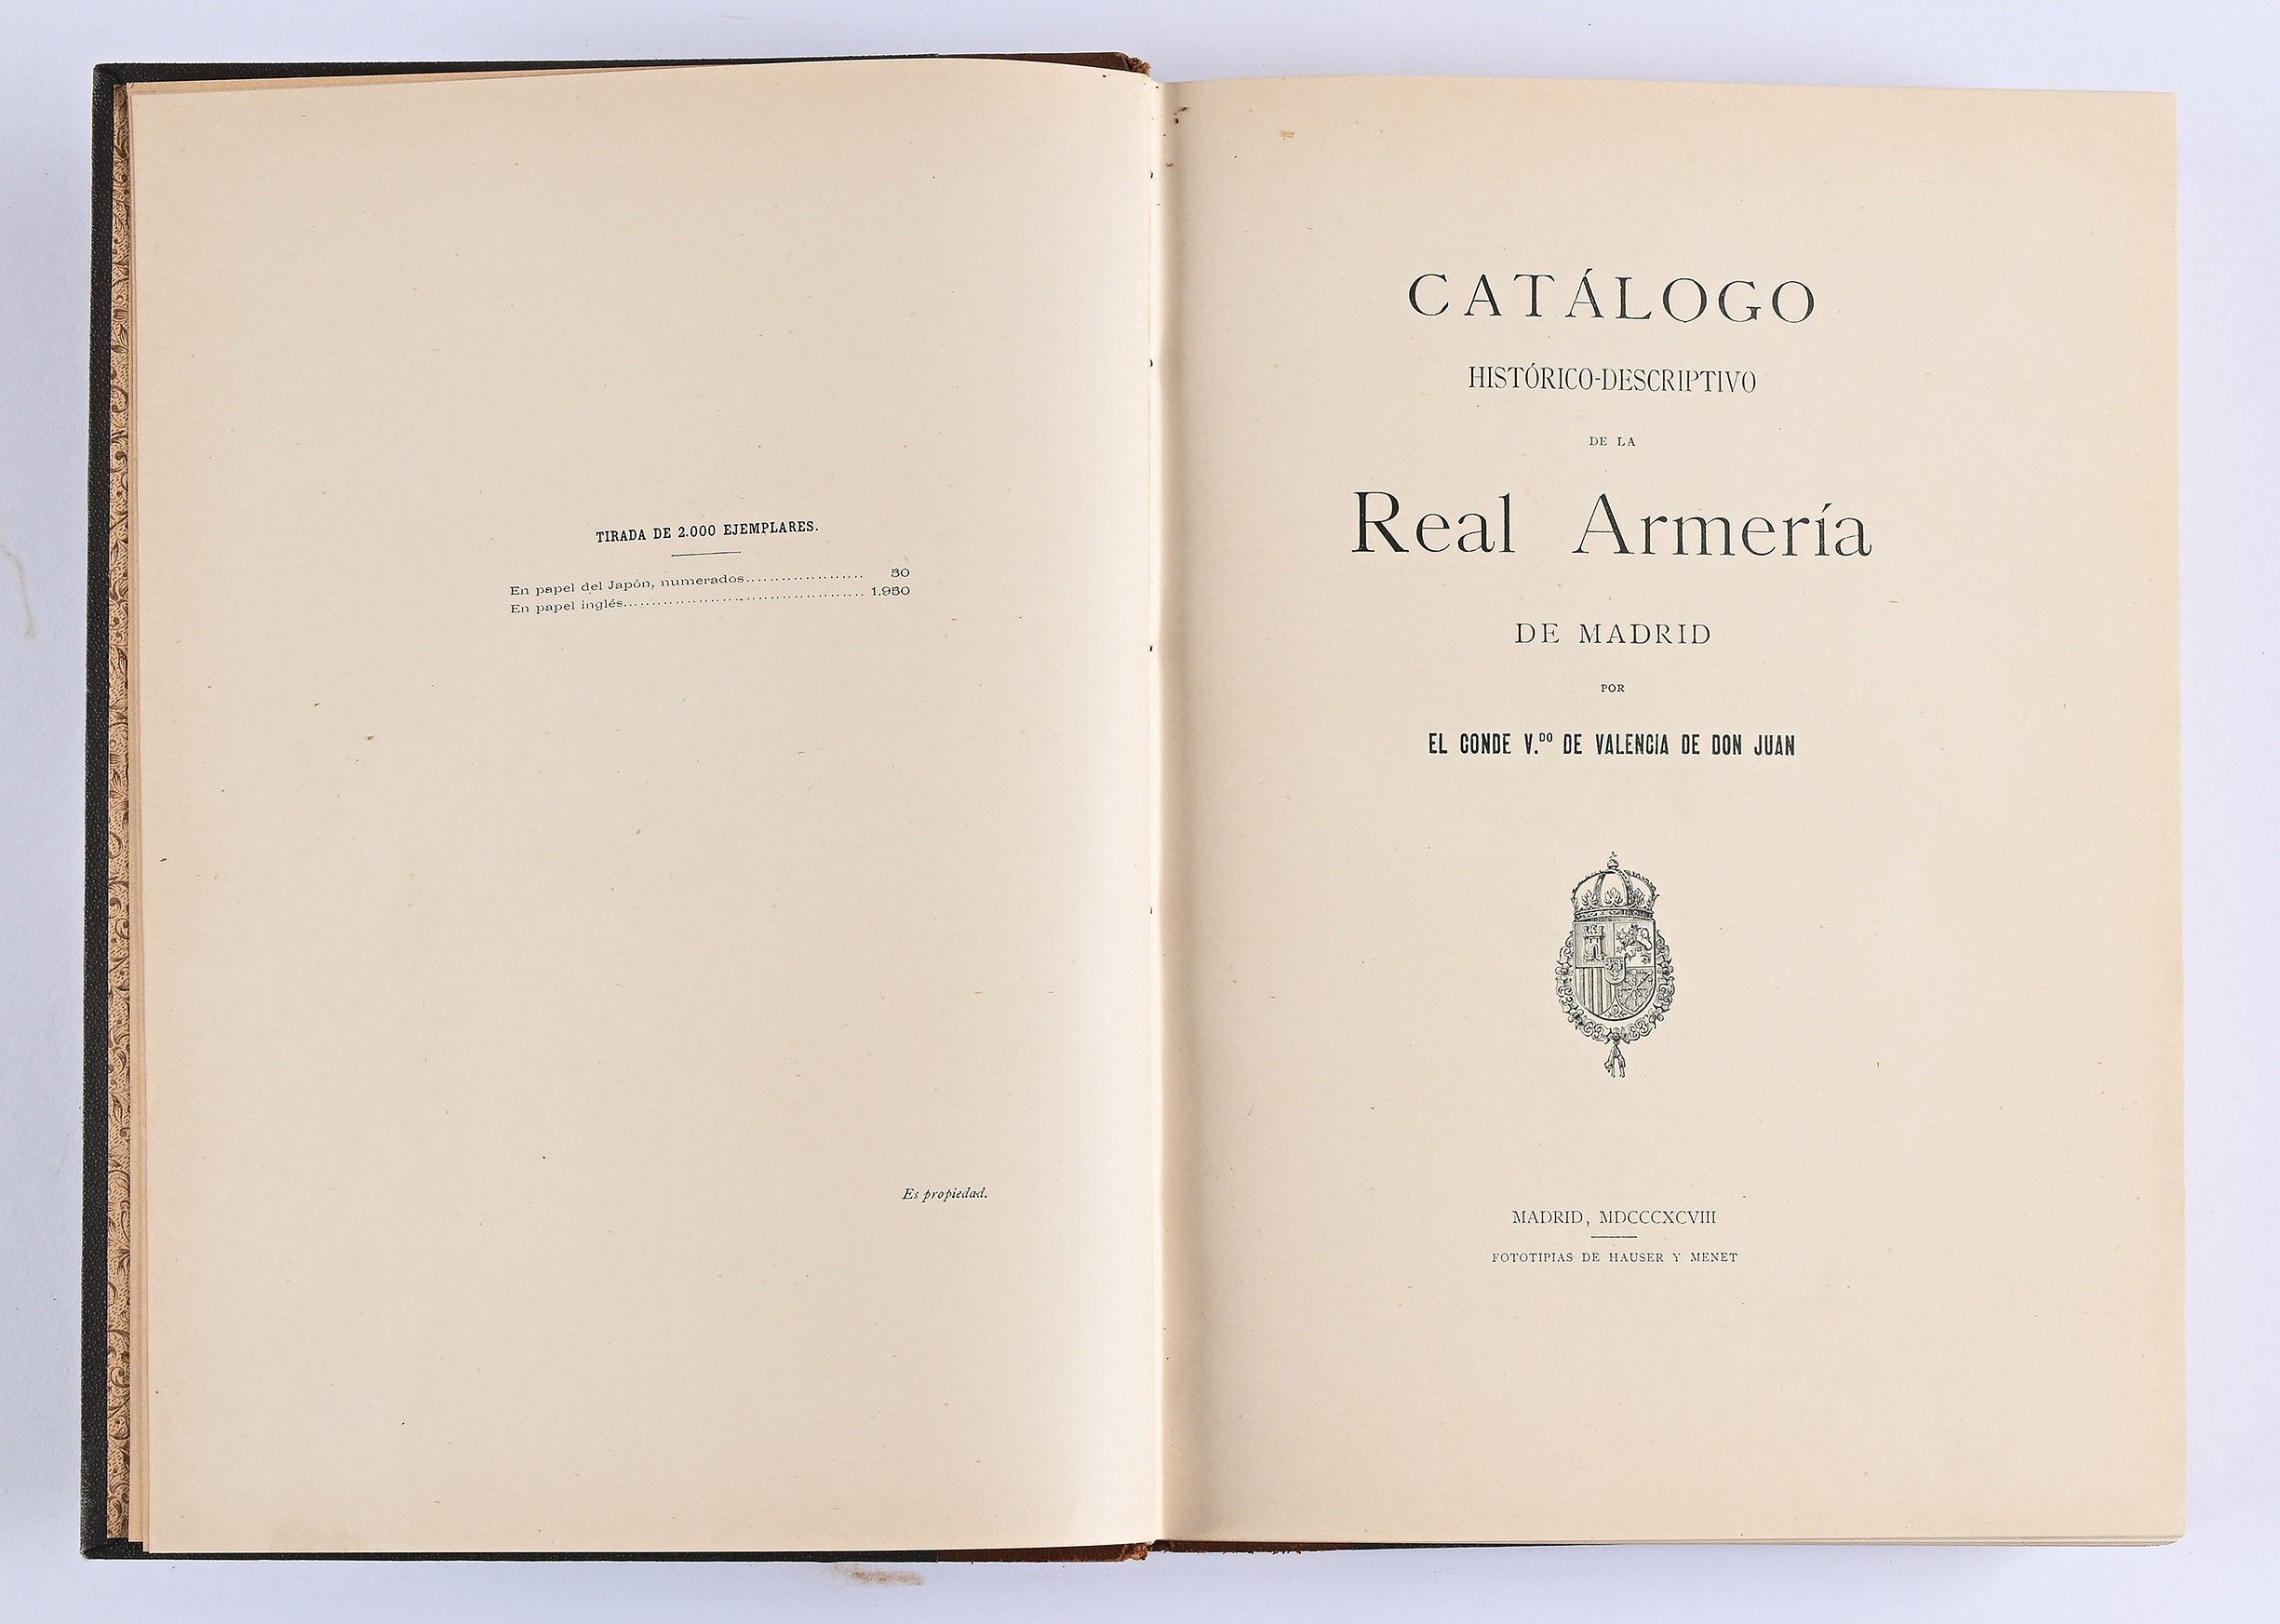 TIRADA DE 2.000 EJEMPLARES.
En papel del Japón, numerados.................... 50
En papel inglés........................................ 1.950
Es propiedad.
CATÁLOGO
HISTÓRICO-DESCRIPTIVO
DE LA
Real Armería
DE MADRID
POR
EL CONDE V.DO DE VALENCIA DE DON JUAN
MADRID, MDCCCXCVIII
FOTOTIPIAS DE HAUSER Y MENET